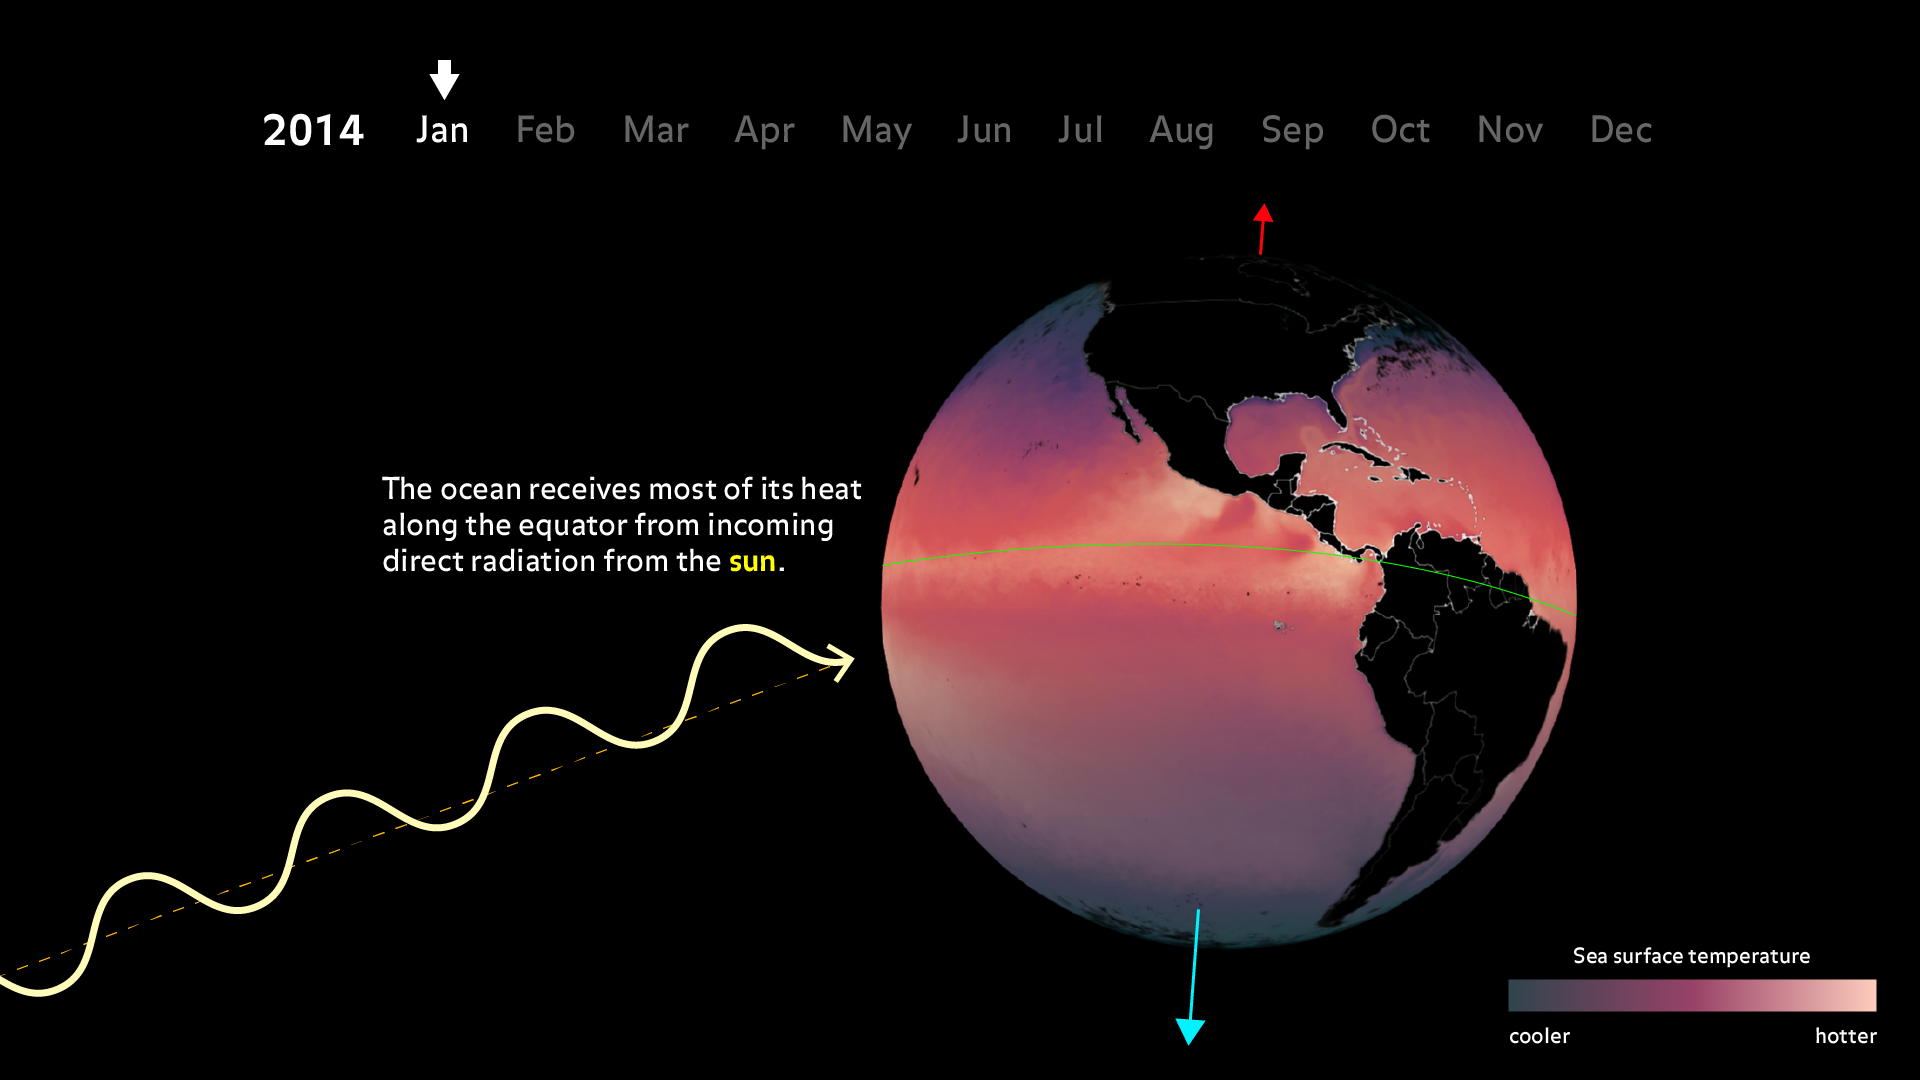 2014 Jan Feb Mar Apr May Jun Jul Aug Sep Oct Nov Dec
The ocean receives most of its heat
along the equator from incoming
direct radiation from the sun.
Sea surface temperature
cooler hotter